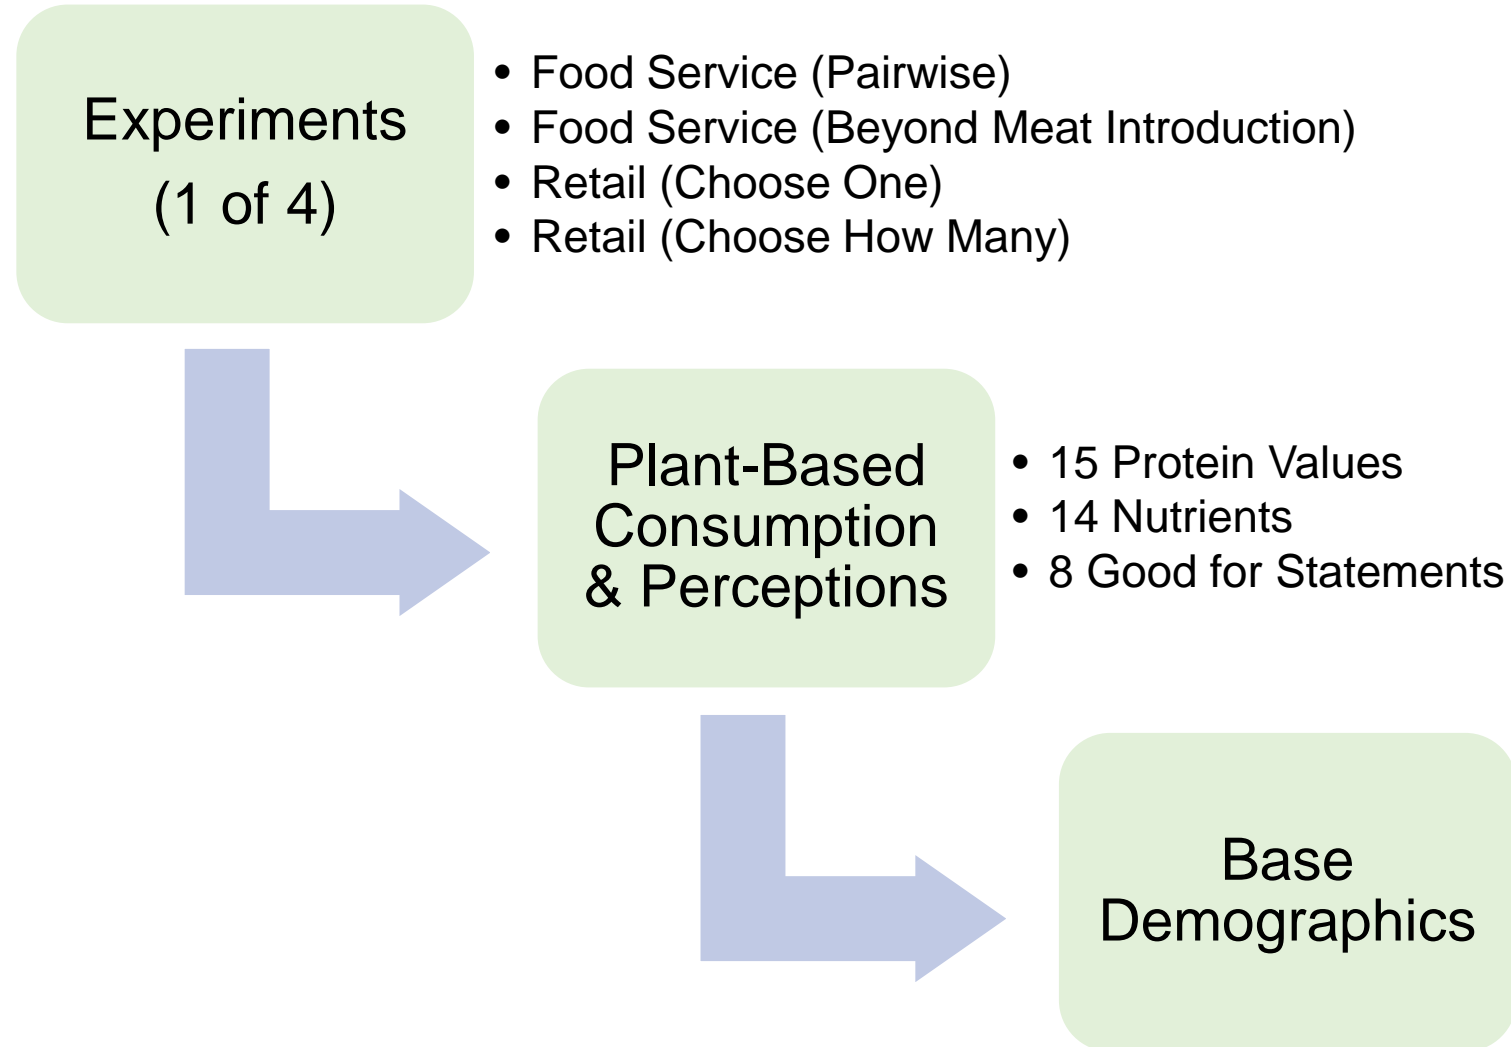 Experiments
(1 of 4)
• Food Service (Pairwise)
• Food Service (Beyond Meat Introduction)
• Retail (Choose One)
• Retail (Choose How Many)
Plant-Based
Consumption
& Perceptions
• 15 Protein Values
• 14 Nutrients
• 8 Good for Statements
Base
Demographics